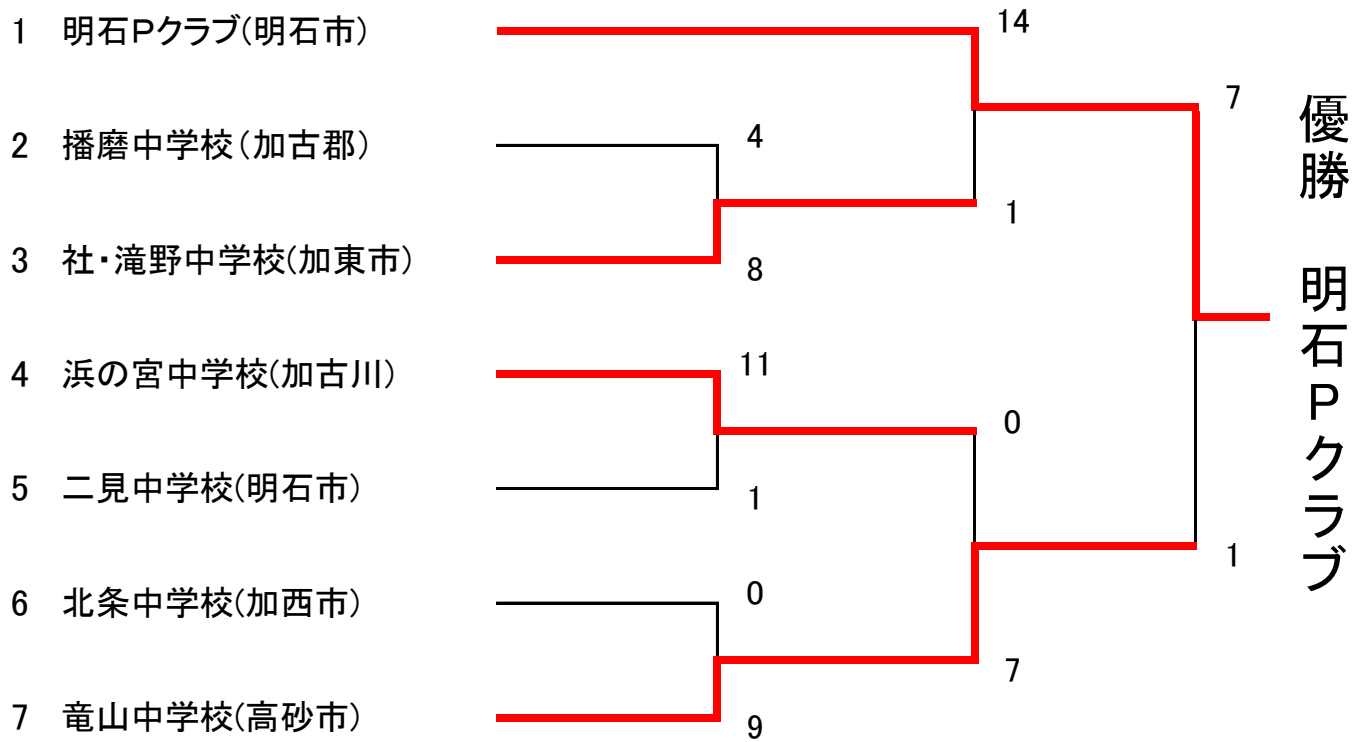 1 明石Pクラブ(明石市)
14
7
2 播磨中学校(加古郡)
4
1
3 社・滝野中学校(加東市)
8
4 浜の宮中学校(加古川)
11
0
5 二見中学校(明石市)
1
1
6 北条中学校(加西市)
0
7
7 竜山中学校(高砂市)
9
優勝 明石Pクラブ